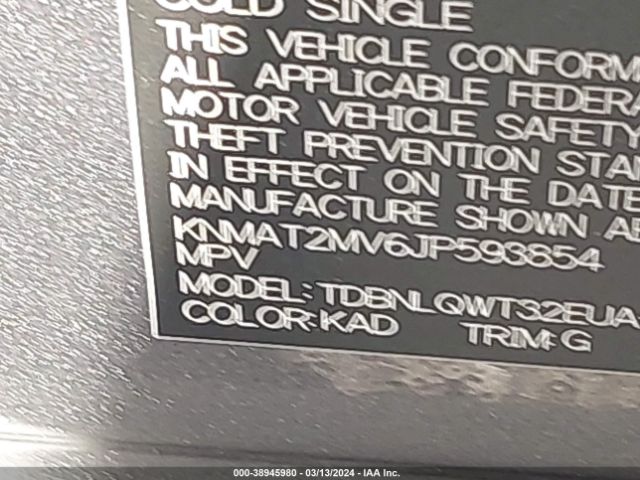 COLD SINGLE
THIS VEHICLE CONFORM
ALL APPLICABLE FEDERA
MOTOR VEHICLE SAFETY
THEFT PREVENTION STA
IN EFFECT ON THE DATE
MANUFACTURE SHOWN AB
KNMAT2MV6JP593854
MPV
MODEL:TDBNLQWT32EUA-
COLOR:KAD TRIM:G
000-38945980 - 03/13/2024 - IAA Inc.